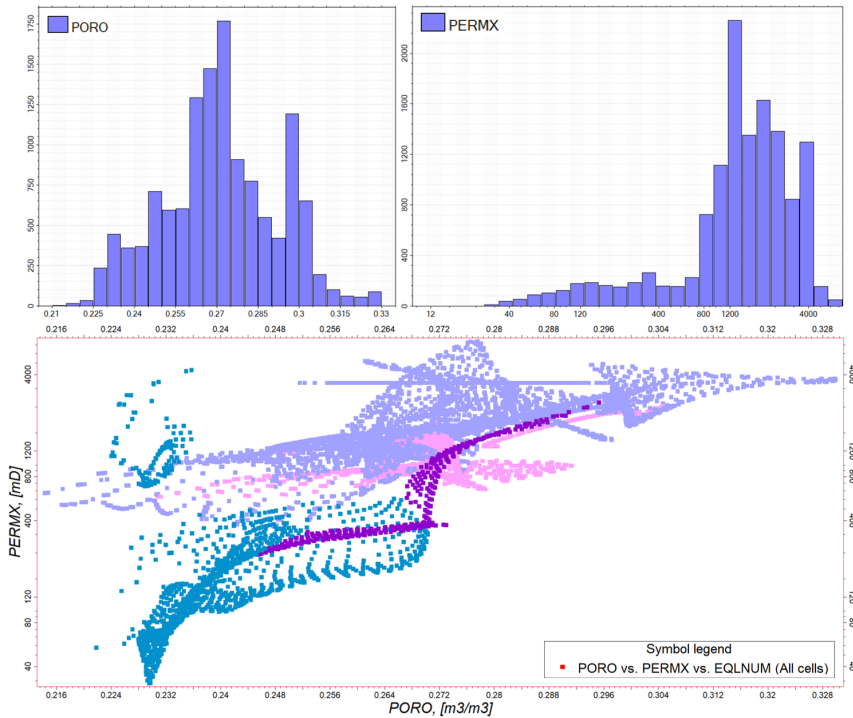 PORO
1750
1500
1250
1000
750
500
250
0
0.21 0.225 0.24 0.255 0.27 0.285 0.3 0.315 0.33
PERMX
2000
1600
1200
800
400
0
12 40 80 120 400 800 1200 4000
0.216 0.224 0.232 0.24 0.248 0.256 0.264 0.272 0.28 0.288 0.296 0.304 0.312 0.32 0.328
PERMX, [mD]
4000
1200
800
400
120
80
40
Symbol legend
PORO vs. PERMX vs. EQLNUM (All cells)
0.216 0.224 0.232 0.24 0.248 0.256 0.264 0.272 0.28 0.288 0.296 0.304 0.312 0.32 0.328
PORO, [m3/m3]